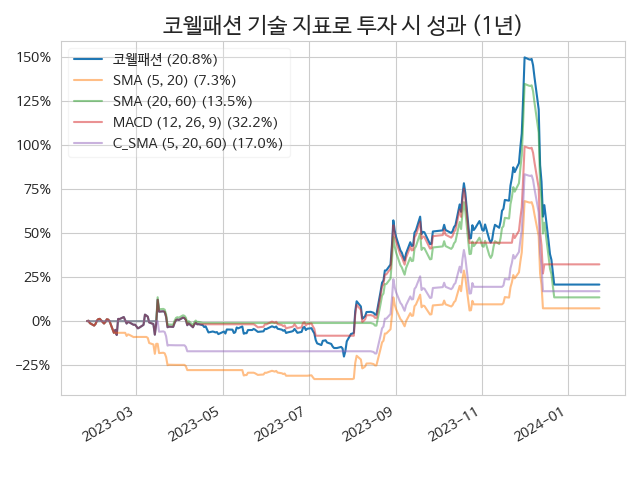 코웰패션 기술 지표로 투자 시 성과 (1년)
150%
125%
100%
75%
50%
25%
0%
−25%
코웰패션 (20.8%)
SMA (5, 20) (7.3%)
SMA (20, 60) (13.5%)
MACD (12, 26, 9) (32.2%)
C_SMA (5, 20, 60) (17.0%)
2023-03
2023-05
2023-07
2023-09
2023-11
2024-01